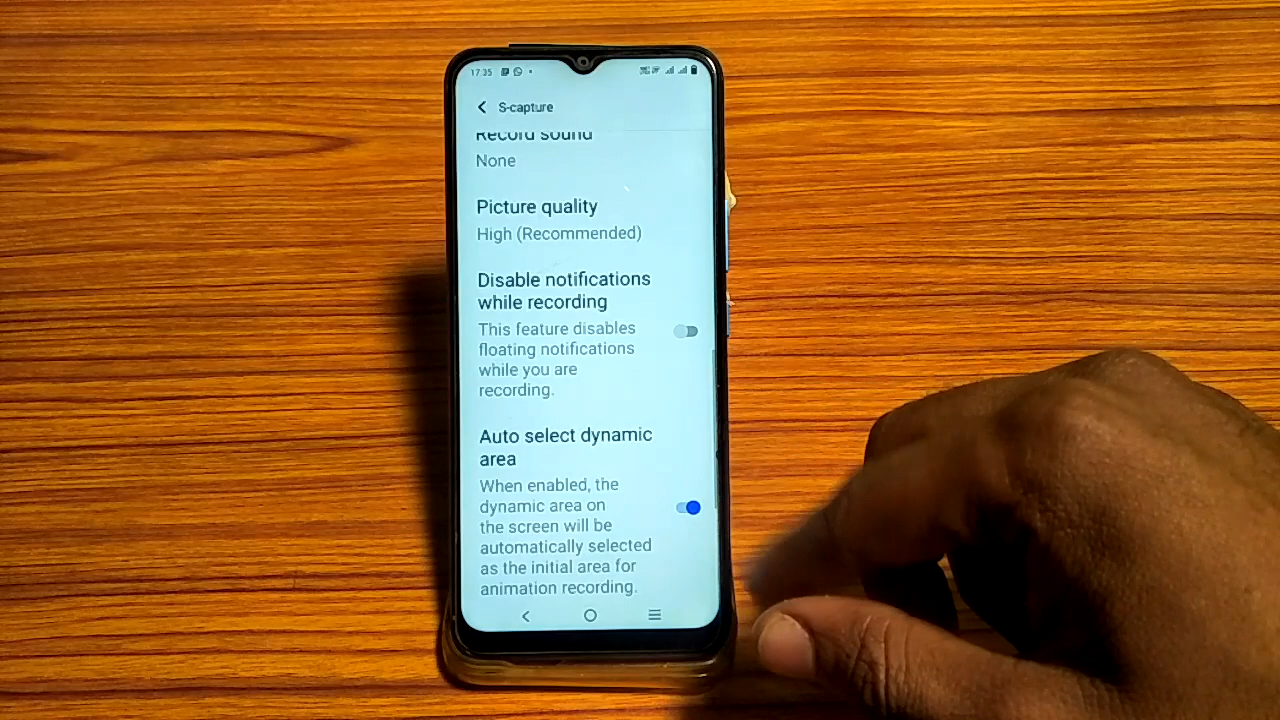 17:35
S-capture
Record sound
None
Picture quality
High (Recommended)
Disable notifications
while recording
This feature disables
floating notifications
while you are
recording.
Auto select dynamic
area
When enabled, the
dynamic area on
the screen will be
automatically selected
as the initial area for
animation recording.